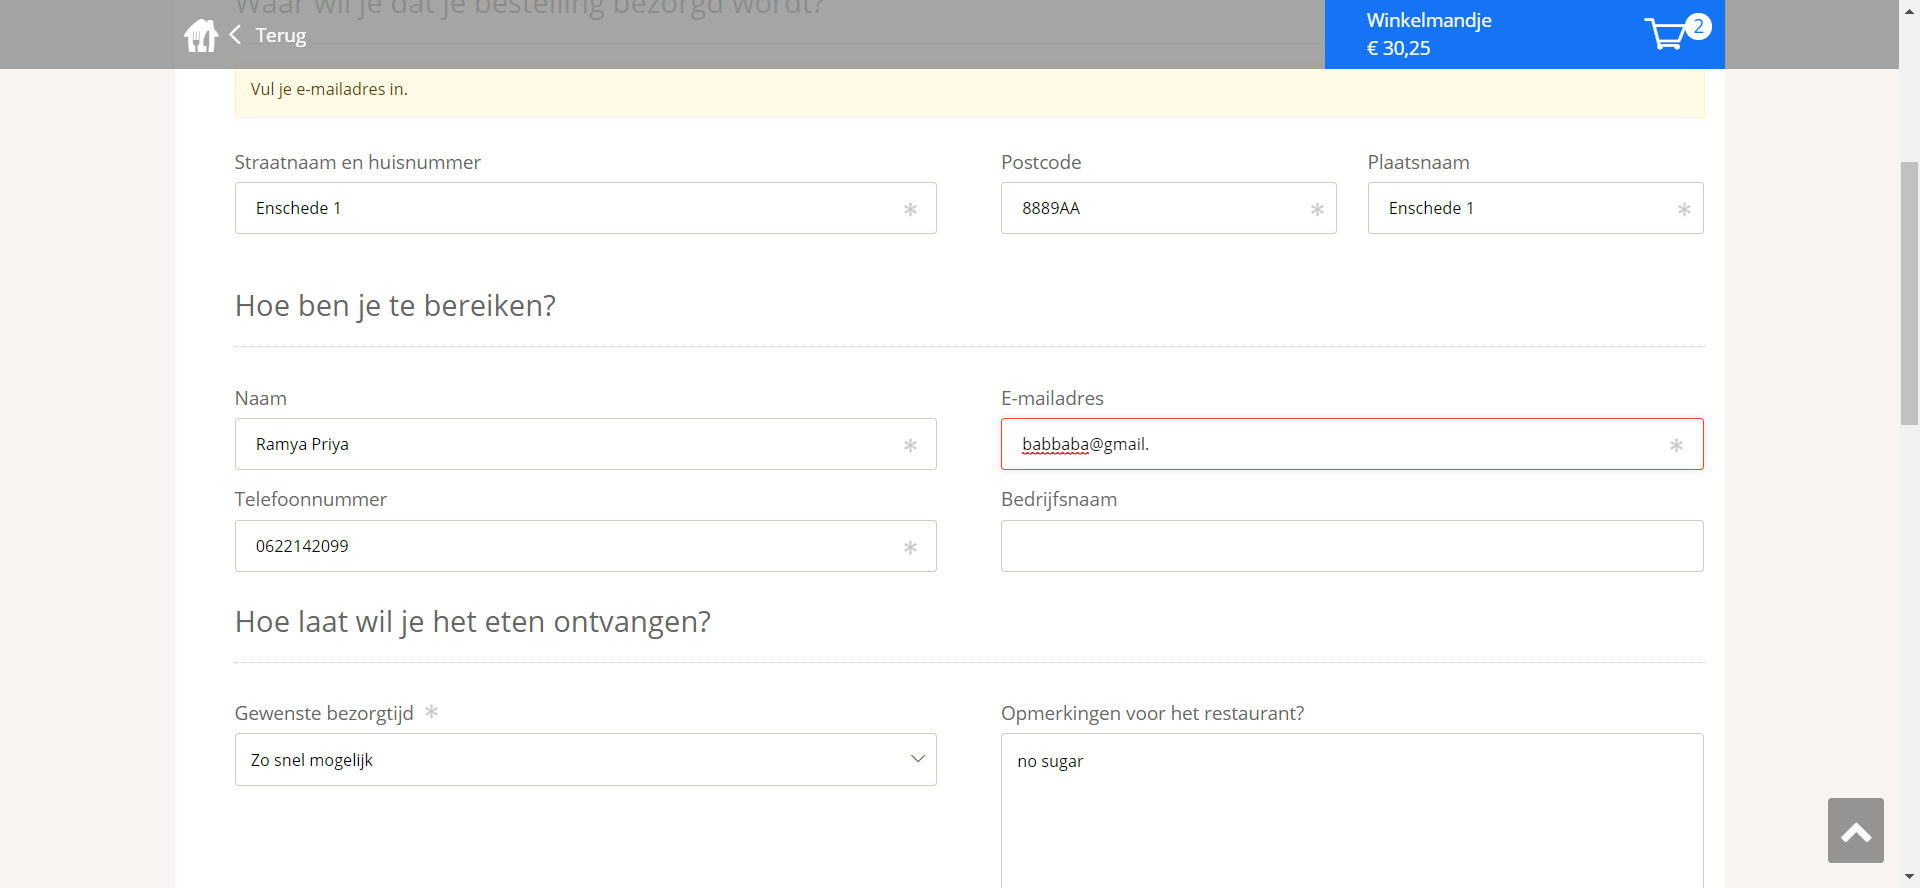 Waar wil je dat je bestelling bezorgd wordt?
Terug
Winkelmandje
€ 30,25
2
Vul je e-mailadres in.
Straatnaam en huisnummer
Postcode
Plaatsnaam
Enschede 1
8889AA
Enschede 1
Hoe ben je te bereiken?
Naam
E-mailadres
Ramya Priya
babbaba@gmail.
Telefoonnummer
Bedrijfsnaam
0622142099
Hoe laat wil je het eten ontvangen?
Gewenste bezorgtijd *
Opmerkingen voor het restaurant?
Zo snel mogelijk
no sugar